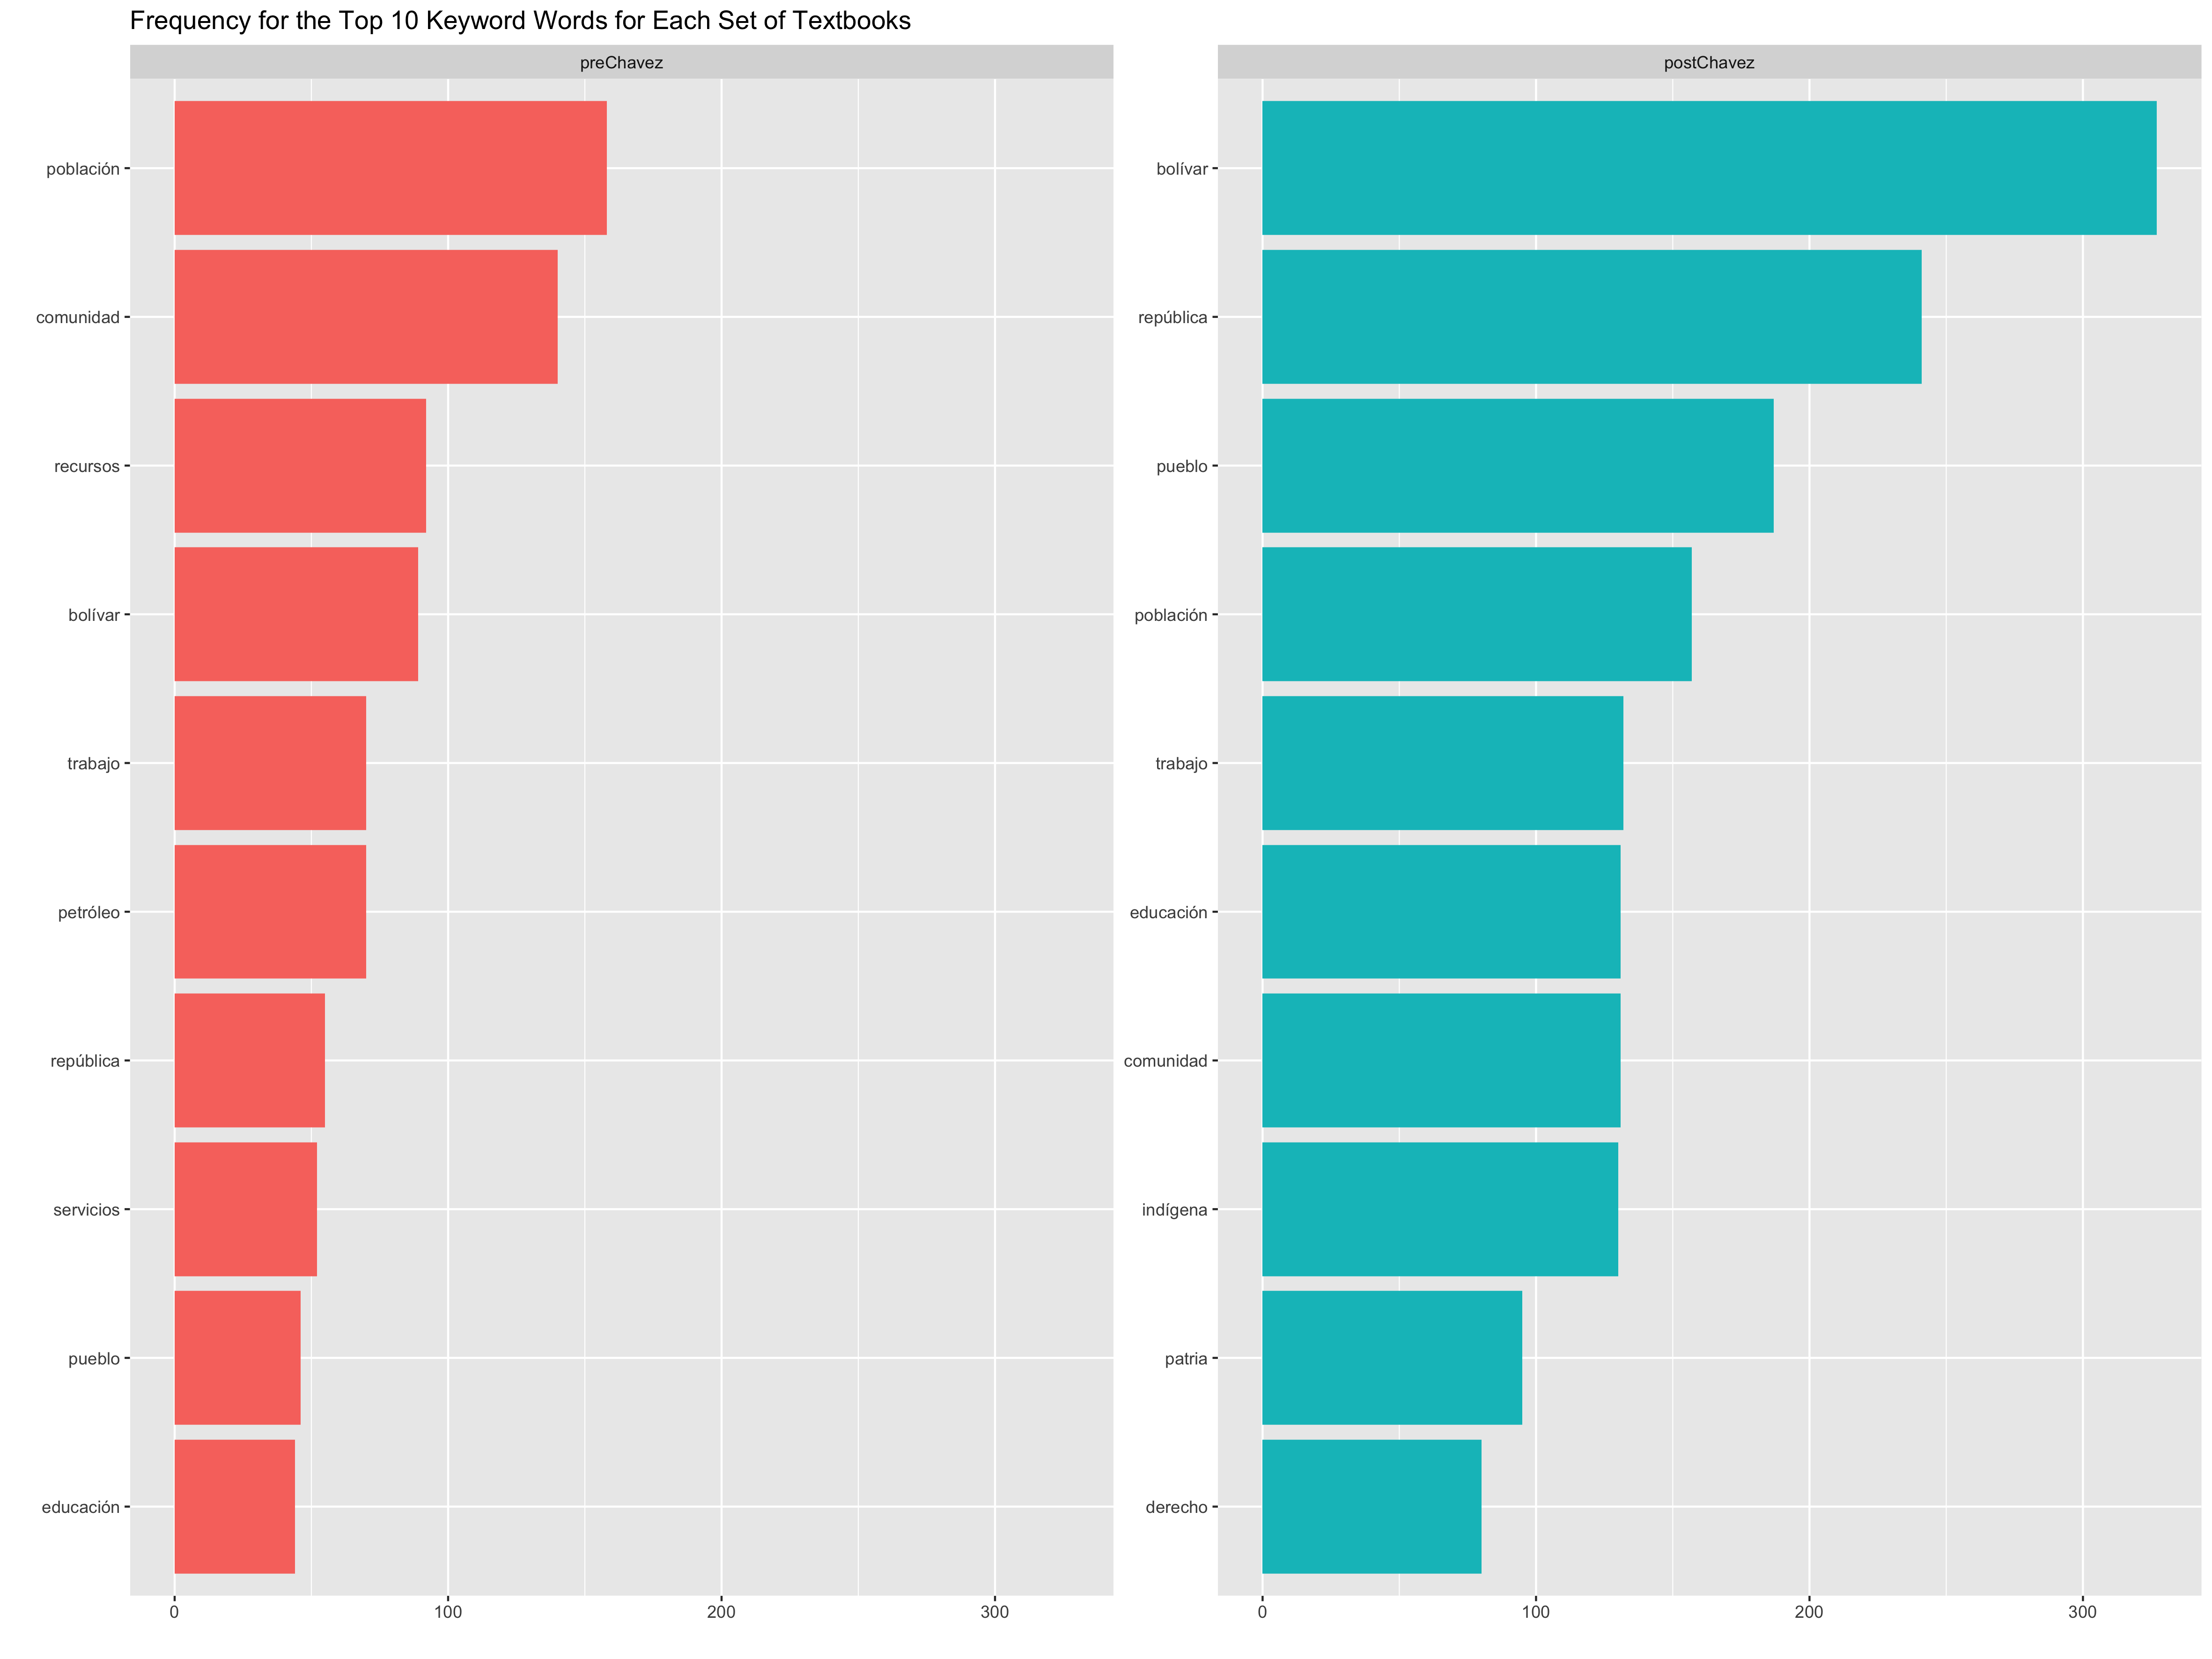 Frequency for the Top 10 Keyword Words for Each Set of Textbooks
preChavez
población
comunidad
recursos
bolívar
trabajo
petróleo
república
servicios
pueblo
educación
0 100 200 300
postChavez
bolívar
república
pueblo
población
trabajo
educación
comunidad
indígena
patria
derecho
0 100 200 300